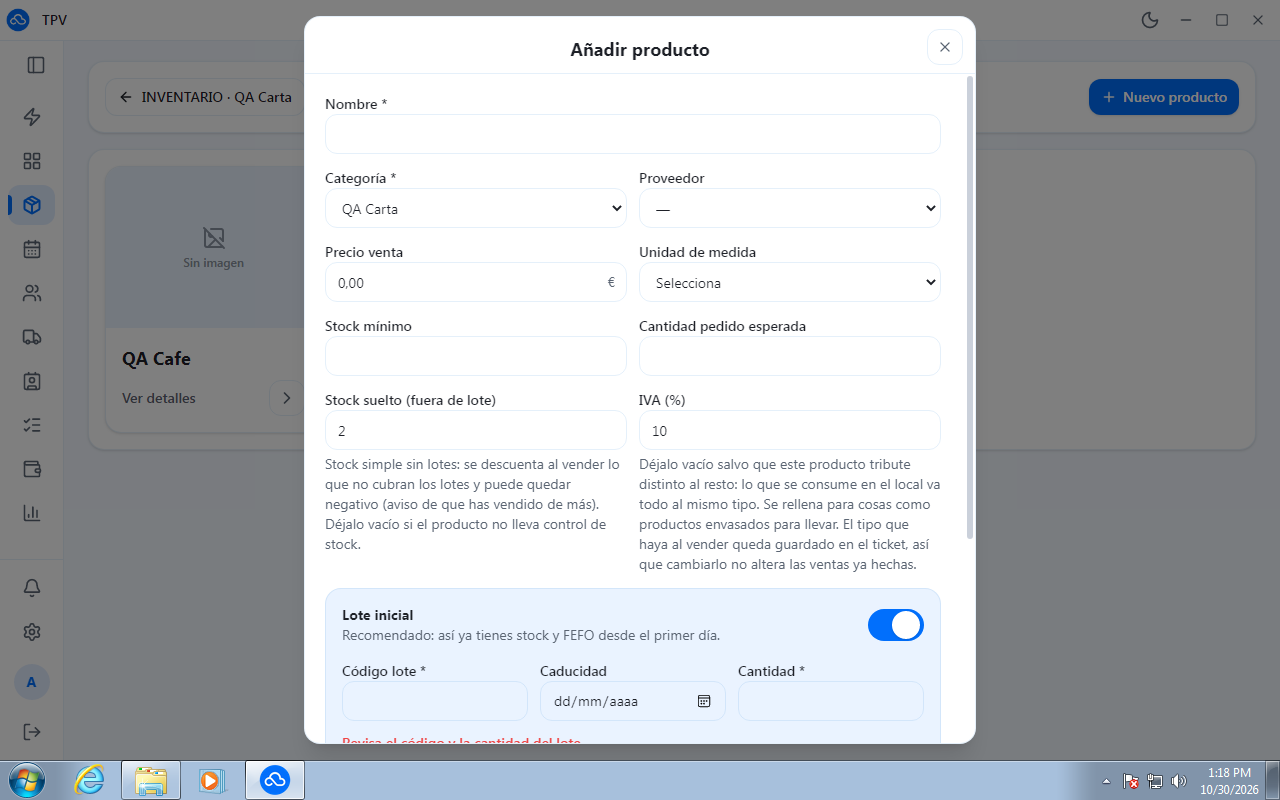 TPV
Añadir producto
INVENTARIO · QA Carta
Nuevo producto
Sin imagen
QA Cafe
Ver detalles
A
Nombre *
Categoría *
Proveedor
QA Carta
—
Precio venta
Unidad de medida
0,00
€
Selecciona
Stock mínimo
Cantidad pedido esperada
Stock suelto (fuera de lote)
IVA (%)
2
10
Stock simple sin lotes: se descuenta al vender lo
que no cubran los lotes y puede quedar
negativo (aviso de que has vendido de más).
Déjalo vacío si el producto no lleva control de
stock.
Déjalo vacío salvo que este producto tribute
distinto al resto: lo que se consume en el local va
todo al mismo tipo. Se rellena para cosas como
productos envasados para llevar. El tipo que
haya al vender queda guardado en el ticket, así
que cambiarlo no altera las ventas ya hechas.
Lote inicial
Recomendado: así ya tienes stock y FEFO desde el primer día.
Código lote *
Caducidad
Cantidad *
dd/mm/aaaa
Revisa el código y la cantidad del lote
1:18 PM
10/30/2026